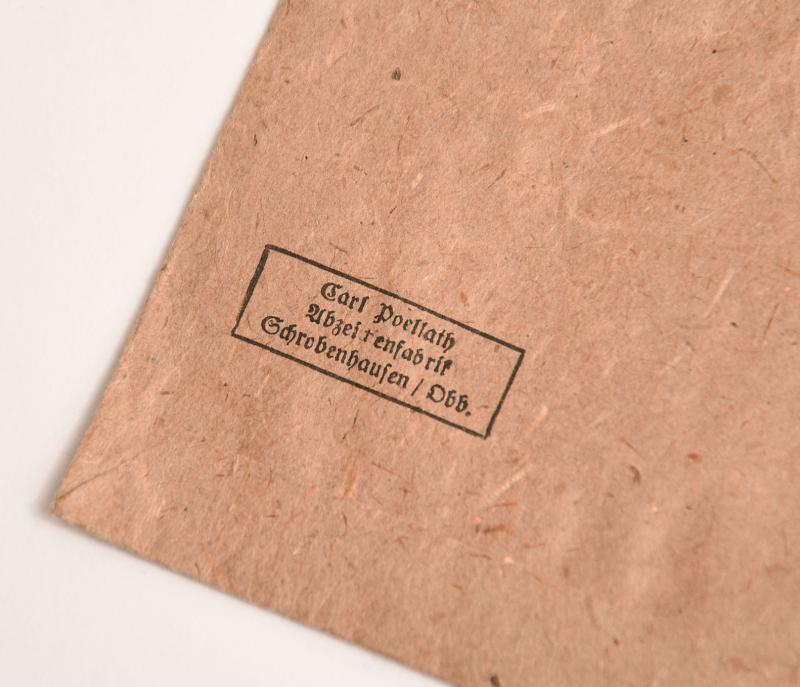 Carl Poellath
Abzeichenfabrik
Schrobenhausen / Obb.